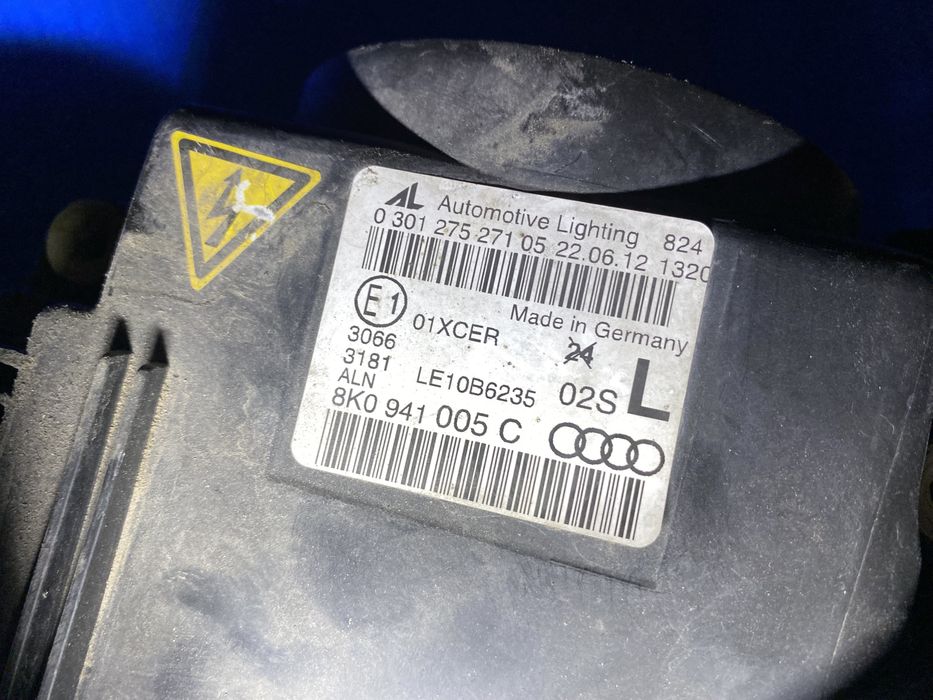 AL Automotive Lighting 824
0 301 275 271 05 22.06.12 1320
Made in Germany
E1 01XCER 24
3066
3181 LE10B6235 02S L
ALN
8K0 941 005 C